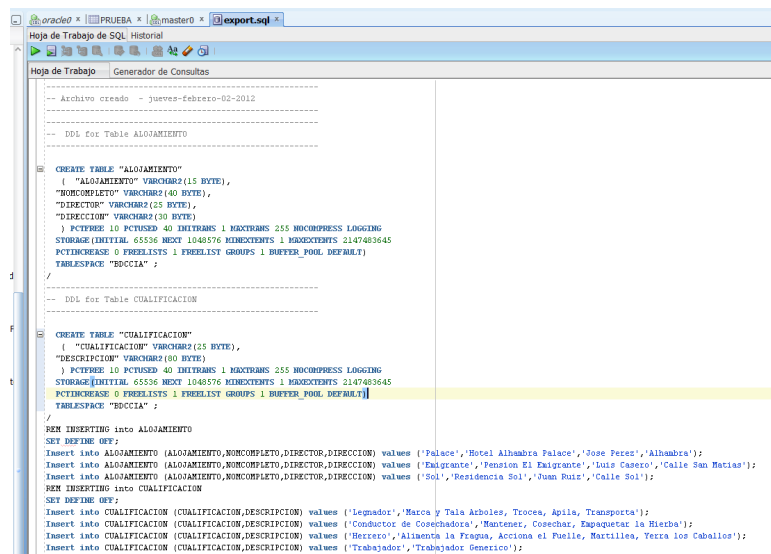 oracle0 PRUEBA master0 export.sql
Hoja de Trabajo de SQL Historial
Hoja de Trabajo Generador de Consultas
--------------------------------------------------------
-- Archivo creado - jueves-febrero-02-2012
--------------------------------------------------------
--------------------------------------------------------
-- DDL for Table ALOJAMIENTO
--------------------------------------------------------
CREATE TABLE "ALOJAMIENTO"
( "ALOJAMIENTO" VARCHAR2(15 BYTE),
"NOMCOMPLETO" VARCHAR2(40 BYTE),
"DIRECTOR" VARCHAR2(25 BYTE),
"DIRECCION" VARCHAR2(30 BYTE)
) PCTFREE 10 PCTUSED 40 INITRANS 1 MAXTRANS 255 NOCOMPRESS LOGGING
STORAGE(INITIAL 65536 NEXT 1048576 MINEXTENTS 1 MAXEXTENTS 2147483645
PCTINCREASE 0 FREELISTS 1 FREELIST GROUPS 1 BUFFER_POOL DEFAULT)
TABLESPACE "BDCCIA" ;
/
--------------------------------------------------------
-- DDL for Table CUALIFICACION
--------------------------------------------------------
CREATE TABLE "CUALIFICACION"
( "CUALIFICACION" VARCHAR2(25 BYTE),
"DESCRIPCION" VARCHAR2(80 BYTE)
) PCTFREE 10 PCTUSED 40 INITRANS 1 MAXTRANS 255 NOCOMPRESS LOGGING
STORAGE(INITIAL 65536 NEXT 1048576 MINEXTENTS 1 MAXEXTENTS 2147483645
PCTINCREASE 0 FREELISTS 1 FREELIST GROUPS 1 BUFFER_POOL DEFAULT)
TABLESPACE "BDCCIA" ;
/
REM INSERTING into ALOJAMIENTO
SET DEFINE OFF;
Insert into ALOJAMIENTO (ALOJAMIENTO,NOMCOMPLETO,DIRECTOR,DIRECCION) values ('Palace','Hotel Alhambra Palace','Jose Perez','Alhambra');
Insert into ALOJAMIENTO (ALOJAMIENTO,NOMCOMPLETO,DIRECTOR,DIRECCION) values ('Emigrante','Pension El Emigrante','Luis Casero','Calle San Matias');
Insert into ALOJAMIENTO (ALOJAMIENTO,NOMCOMPLETO,DIRECTOR,DIRECCION) values ('Sol','Residencia Sol','Juan Ruiz','Calle Sol');
REM INSERTING into CUALIFICACION
SET DEFINE OFF;
Insert into CUALIFICACION (CUALIFICACION,DESCRIPCION) values ('Legnador','Marca y Tala Arboles, Trocea, Apila, Transporta');
Insert into CUALIFICACION (CUALIFICACION,DESCRIPCION) values ('Conductor de Cosechadora','Mantener, Cosechar, Empaquetar la Hierba');
Insert into CUALIFICACION (CUALIFICACION,DESCRIPCION) values ('Herrero','Alimenta la Fragua, Acciona el Fuelle, Martillea, Yerra los Caballos');
Insert into CUALIFICACION (CUALIFICACION,DESCRIPCION) values ('Trabajador','Trabajador Generico');